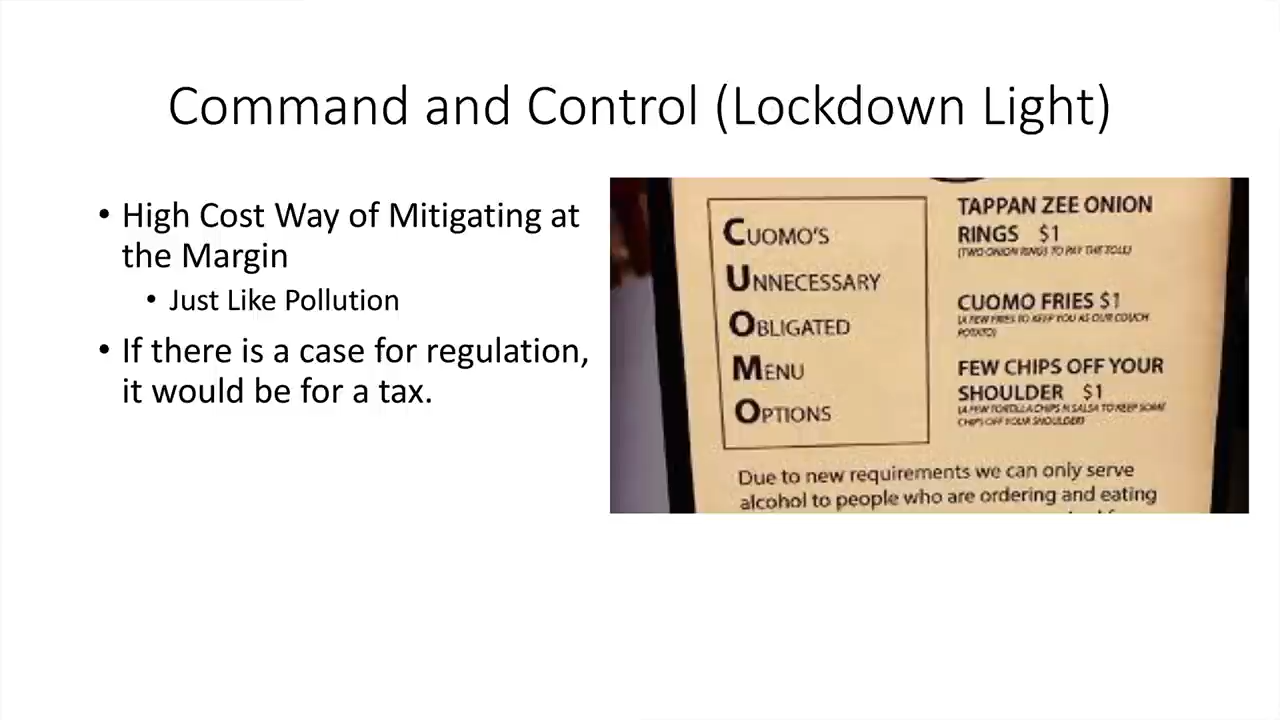 Command and Control (Lockdown Light)
• High Cost Way of Mitigating at
the Margin
• Just Like Pollution
• If there is a case for regulation,
it would be for a tax.
CUOMO'S
UNNECESSARY
OBLIGATED
MENU
OPTIONS
TAPPAN ZEE ONION
RINGS $1
(TWO ONION RINGS TO PAY THE TOLL)
CUOMO FRIES $1
(A FEW FRIES TO KEEP YOU AS OUR COUCH
POTATO)
FEW CHIPS OFF YOUR
SHOULDER $1
(A FEW TORTILLA CHIPS N SALSA TO KEEP SOME
CHIPS OFF YOUR SHOULDER)
Due to new requirements we can only serve
alcohol to people who are ordering and eating